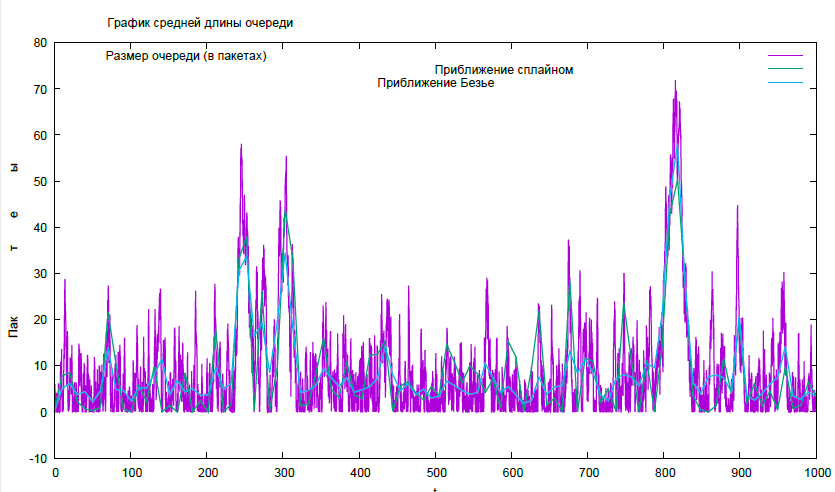 График средней длины очереди
80
Размер очереди (в пакетах)
Приближение сплайном
70
Приближение Безье
60
50
40
30
20
10
0
-10
Пак т е ы
0 100 200 300 400 500 600 700 800 900 1000
t